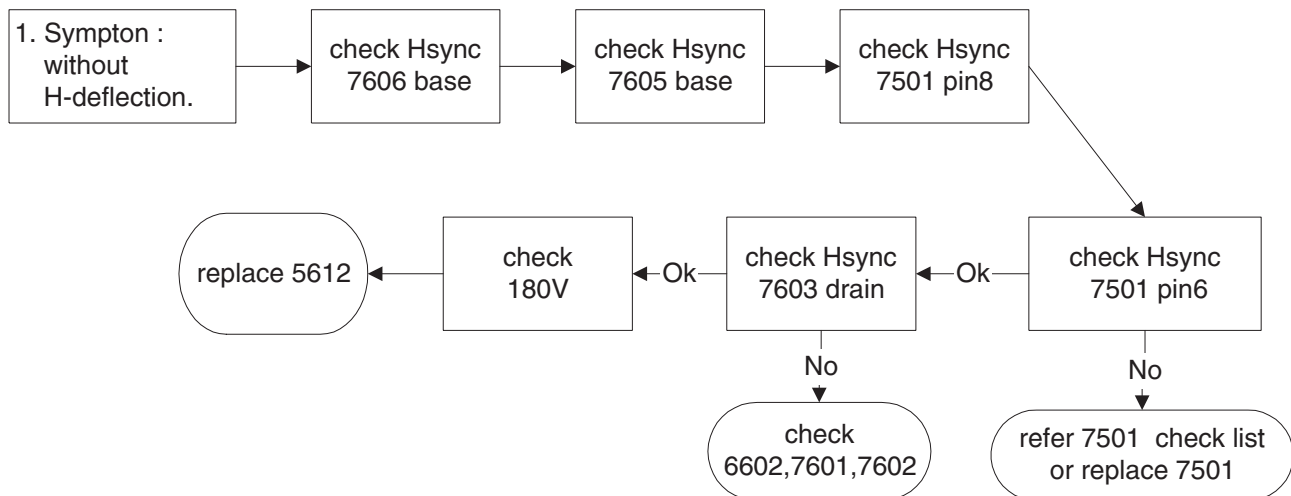 1. Sympton :
without
H-deflection.
check Hsync
7606 base
check Hsync
7605 base
check Hsync
7501 pin8
replace 5612
check
180V
Ok
check Hsync
7603 drain
Ok
check Hsync
7501 pin6
No
No
check
6602,7601,7602
refer 7501 check list
or replace 7501